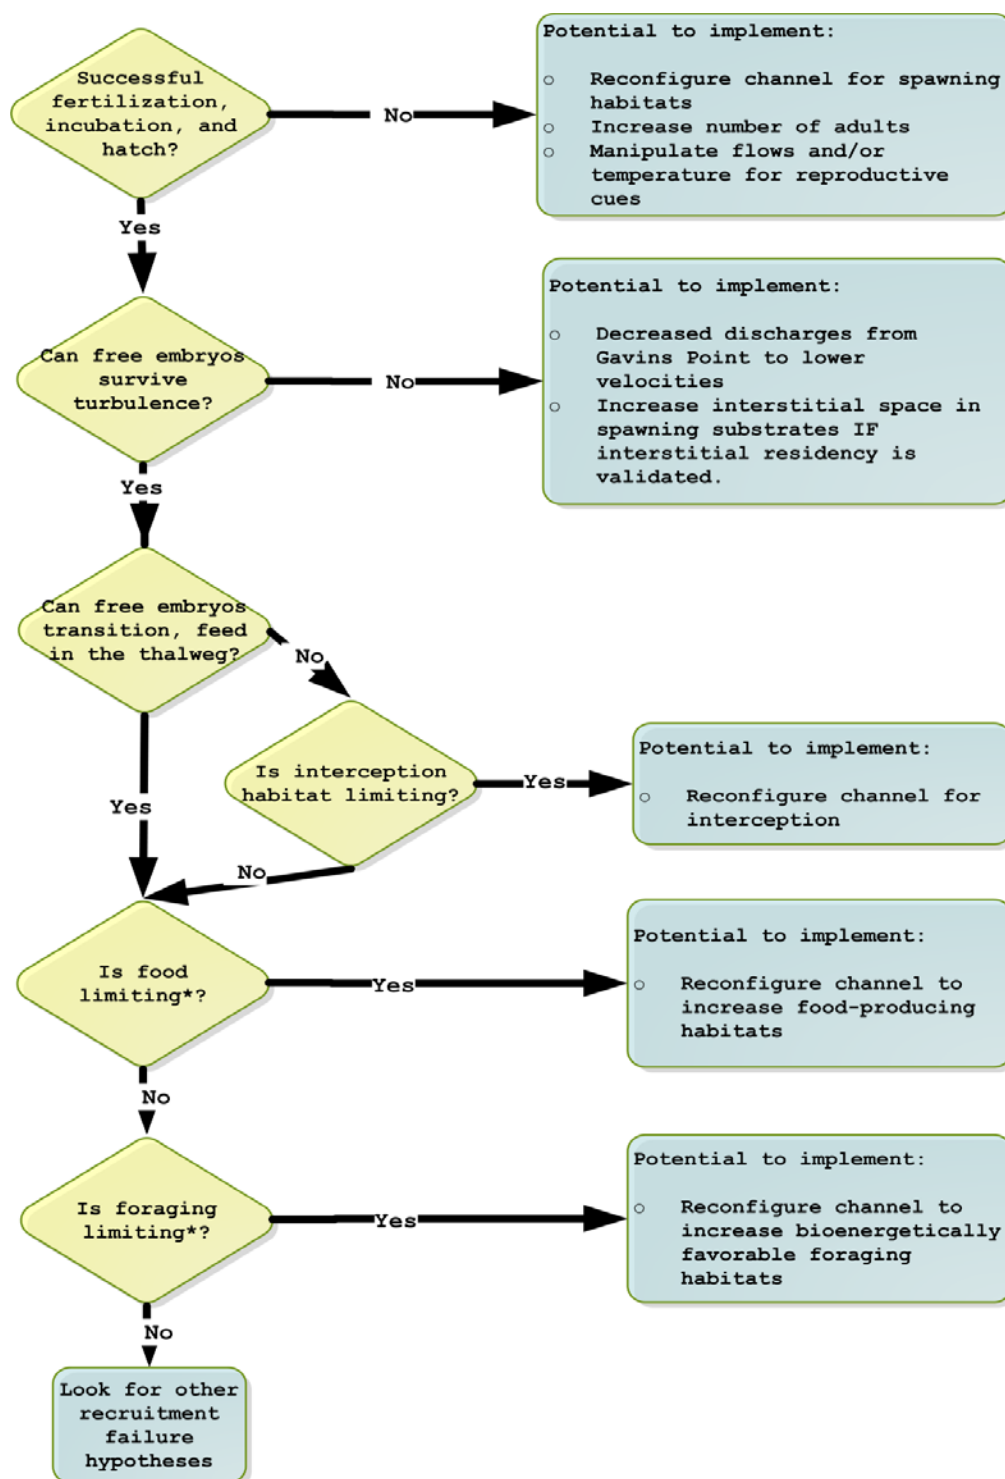 Successful
fertilization,
incubation, and
hatch?
No
Potential to implement:
o Reconfigure channel for spawning
habitats
o Increase number of adults
o Manipulate flows and/or
temperature for reproductive
cues
Yes
Can free embryos
survive
turbulence?
No
Potential to implement:
o Decreased discharges from
Gavins Point to lower
velocities
o Increase interstitial space in
spawning substrates IF
interstitial residency is
validated.
Yes
Can free embryos
transition, feed
in the thalweg?
No
Is interception
habitat limiting?
Yes
Potential to implement:
o Reconfigure channel for
interception
Yes
No
Is food
limiting*?
Yes
Potential to implement:
o Reconfigure channel to
increase food-producing
habitats
No
Is foraging
limiting*?
Yes
Potential to implement:
o Reconfigure channel to
increase bioenergetically
favorable foraging
habitats
No
Look for other
recruitment
failure
hypotheses